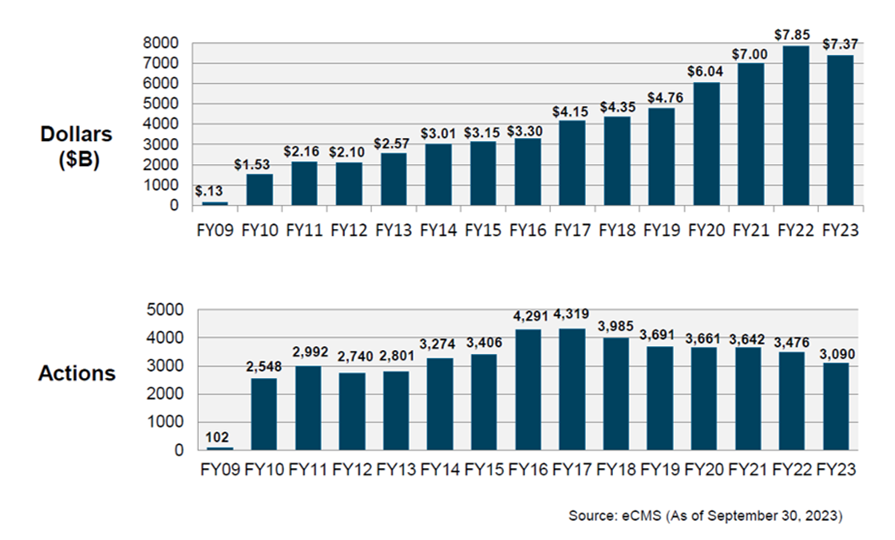 $7.85
8000
$7.37
$7.00
7000
$6.04
6000
$4.76
5000
$4.15 $4.35
Dollars
($B)
4000
$3.01 $3.15 $3.30
3000
$2.16 $2.10 $2.57
2000
$1.53
1000
$.13
0
FY09 FY10 FY11 FY12 FY13 FY14 FY15 FY16 FY17 FY18 FY19 FY20 FY21 FY22 FY23
5000
4,291 4,319
3,985
4000
3,691 3,661 3,642 3,476
3,274 3,406
3,090
2,992 2,740 2,801
3000
2,548
Actions
2000
1000
102
0
FY09 FY10 FY11 FY12 FY13 FY14 FY15 FY16 FY17 FY18 FY19 FY20 FY21 FY22 FY23
Source: eCMS (As of September 30, 2023)